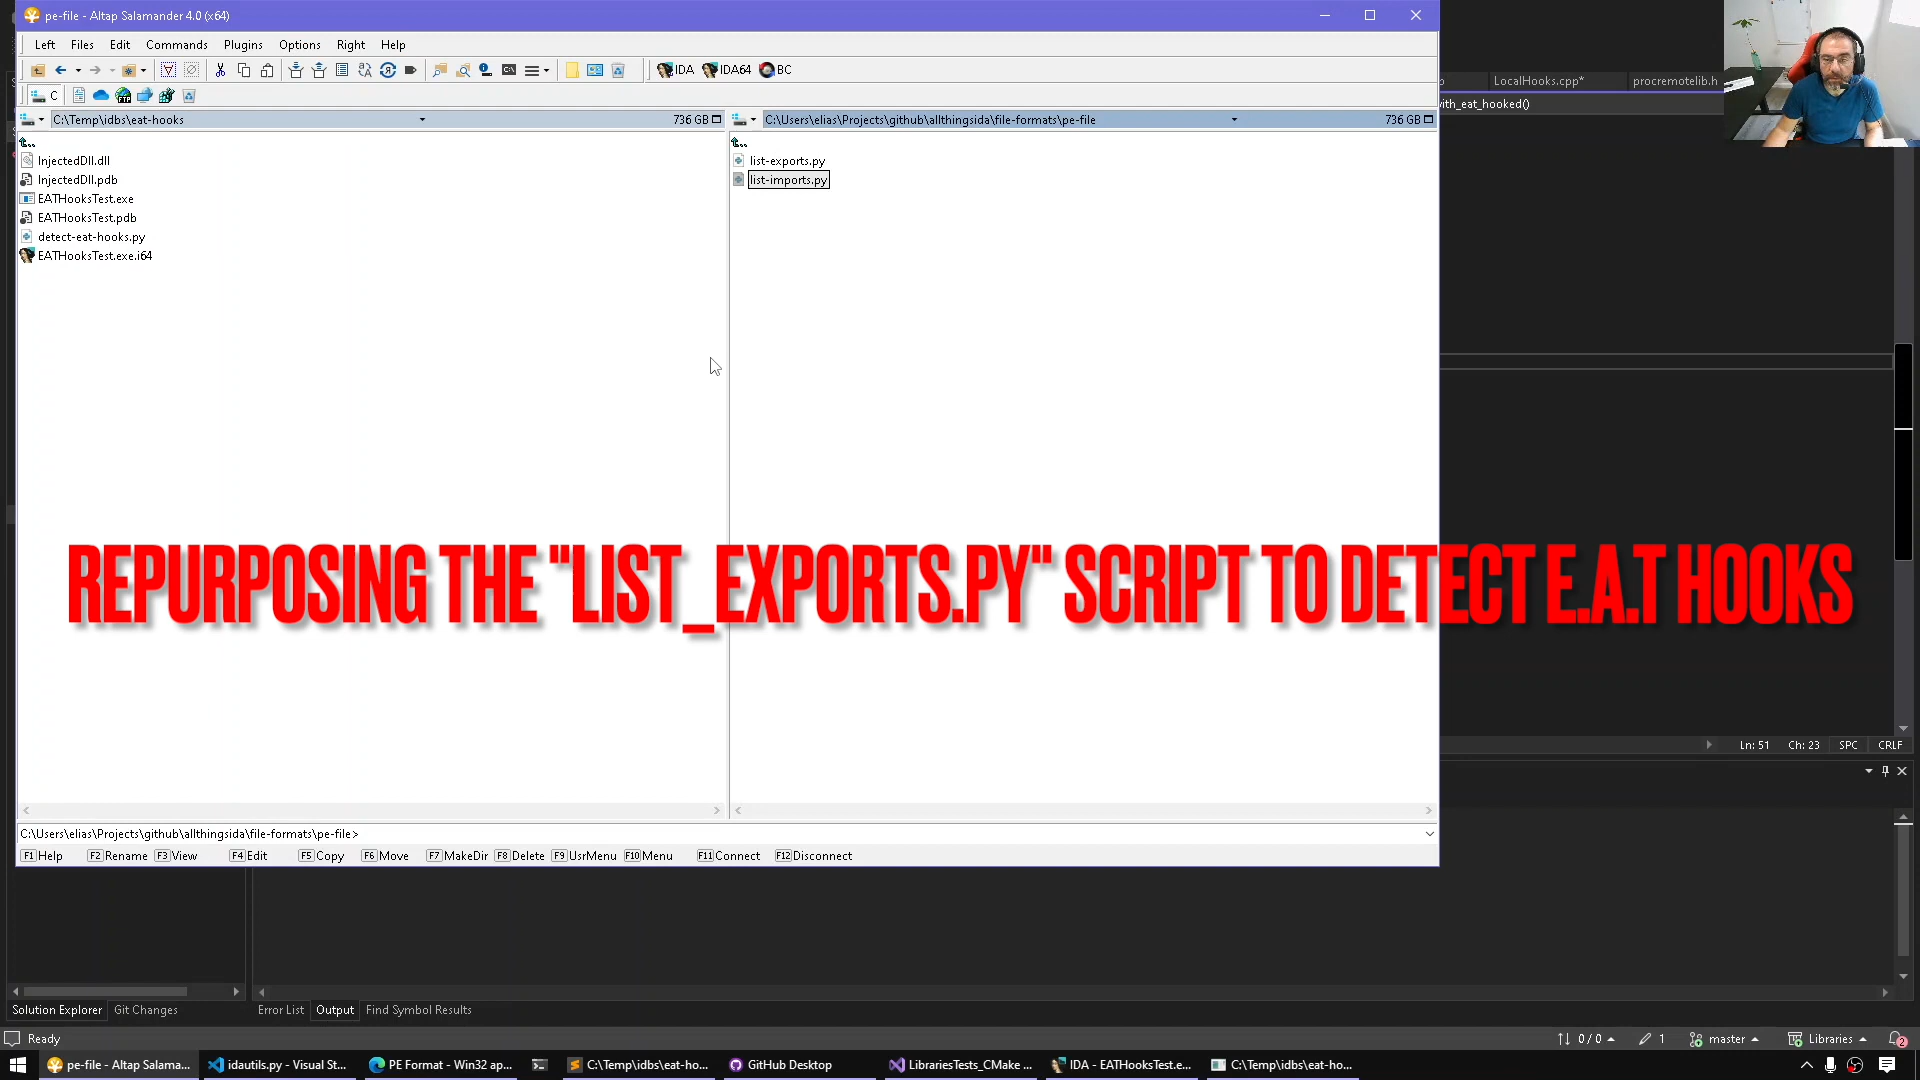 pe-file - Altap Salamander 4.0 (x64)
Left Files Edit Commands Plugins Options Right Help
IDA IDA64 BC
C
LocalHooks.cpp* procremotelib.h
ith_eat_hooked()
C:\Temp\idbs\eat-hooks 736 GB
C:\Users\elias\Projects\github\allthingsida\file-formats\pe-file 736 GB
..
InjectedDll.dll
InjectedDll.pdb
EATHooksTest.exe
EATHooksTest.pdb
detect-eat-hooks.py
EATHooksTest.exe.i64
..
list-exports.py
list-imports.py
REPURPOSING THE "LIST_EXPORTS.PY" SCRIPT TO DETECT E.A.T HOOKS
Ln: 51 Ch: 23 SPC CRLF
C:\Users\elias\Projects\github\allthingsida\file-formats\pe-file>
F1 Help F2 Rename F3 View F4 Edit F5 Copy F6 Move F7 MakeDir F8 Delete F9 UsrMenu F10 Menu F11 Connect F12 Disconnect
Solution Explorer Git Changes Error List Output Find Symbol Results
Ready 0 / 0 1 master Libraries 2
pe-file - Altap Salama... idautils.py - Visual St... PE Format - Win32 ap... C:\Temp\idbs\eat-ho... GitHub Desktop LibrariesTests_CMake ... IDA - EATHooksTest.e... C:\Temp\idbs\eat-ho...